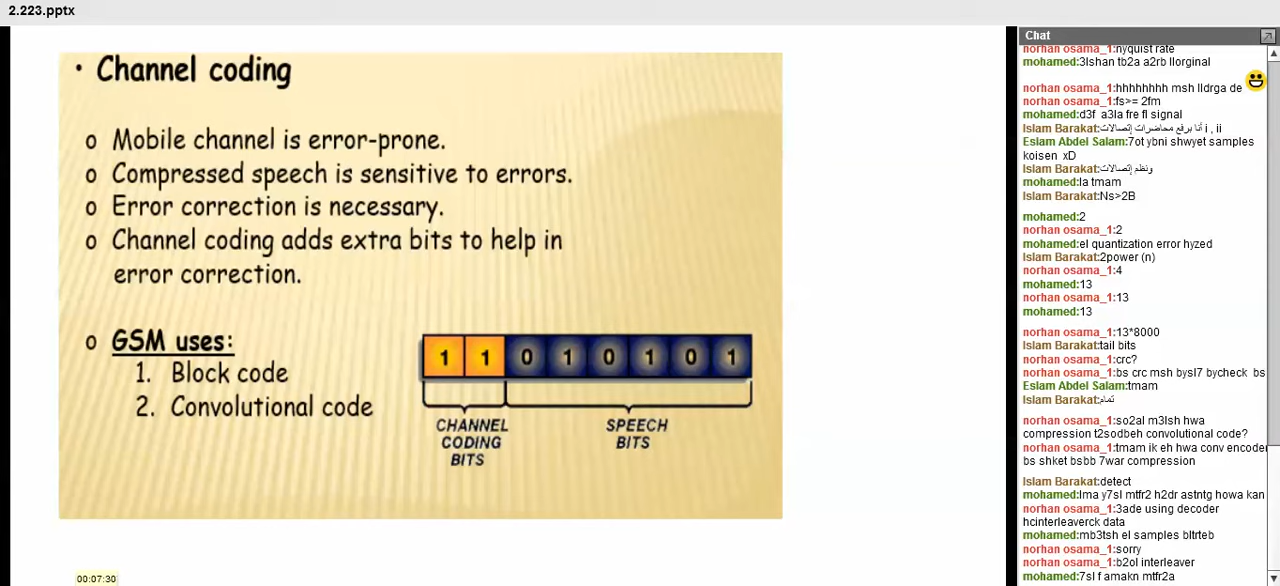 2.223.pptx
• Channel coding
o Mobile channel is error-prone.
o Compressed speech is sensitive to errors.
o Error correction is necessary.
o Channel coding adds extra bits to help in
error correction.
o GSM uses:
1. Block code
2. Convolutional code
1 1 0 1 0 1 0 1
CHANNEL
CODING
BITS
SPEECH
BITS
00:07:30
Chat
norhan osama_1:nyquist rate
mohamed:3lshan tb2a a2rb llorginal
norhan osama_1:hhhhhhhh msh lldrga de
norhan osama_1:fs>= 2fm
mohamed:d3f a3la fre fl signal
Islam Barakat:أنا برفع محاضرات إتصالات i , ii
Eslam Abdel Salam:7ot ybni shwyet samples
koisen xD
Islam Barakat:ونظم إتصالات
mohamed:la tmam
Islam Barakat:Ns>2B
mohamed:2
norhan osama_1:2
mohamed:el quantization error hyzed
Islam Barakat:2power (n)
norhan osama_1:4
mohamed:13
norhan osama_1:13
mohamed:13
norhan osama_1:13*8000
Islam Barakat:tail bits
norhan osama_1:crc?
norhan osama_1:bs crc msh bysl7 bycheck bs
Eslam Abdel Salam:tmam
Islam Barakat:تمام
norhan osama_1:so2al m3lsh hwa
compression t2sodbeh convolutional code?
norhan osama_1:tmam ik eh hwa conv encode
bs shket bsbb 7war compression
Islam Barakat:detect
mohamed:lma y7sl mtfr2 h2dr astntg howa kan
norhan osama_1:3ade using decoder
hcinterleaverck data
mohamed:mb3tsh el samples bltrteb
norhan osama_1:sorry
norhan osama_1:b2ol interleaver
mohamed:7sl f amakn mtfr2a